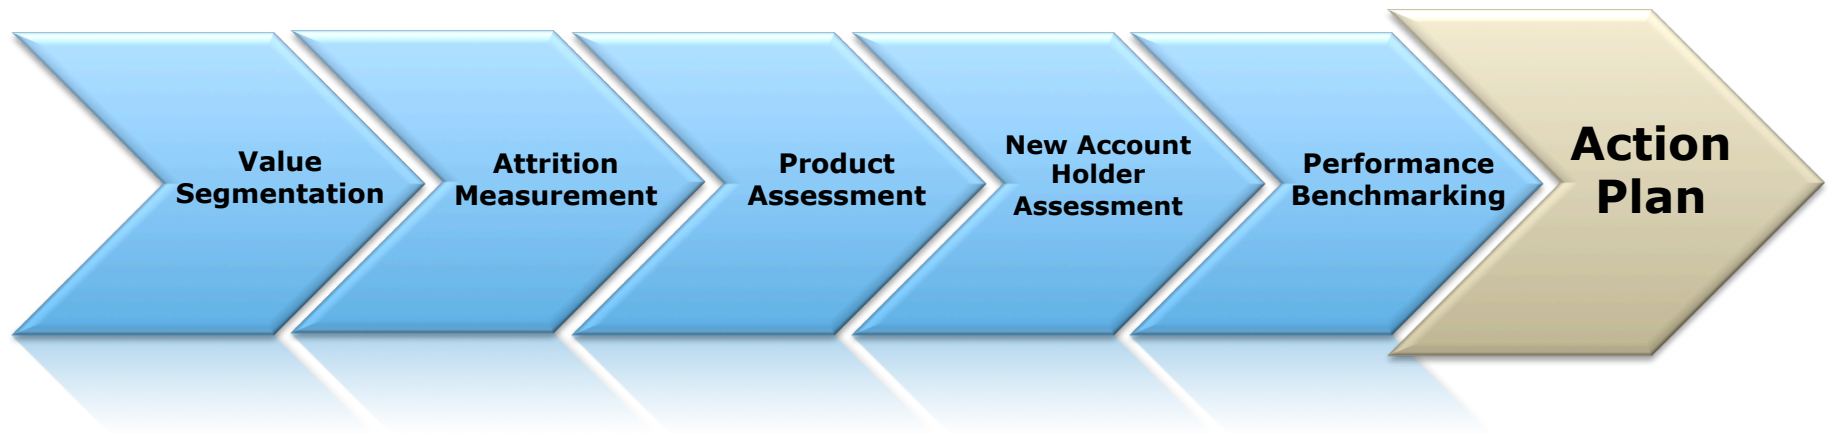 Value
Segmentation
Attrition
Measurement
Product
Assessment
New Account
Holder
Assessment
Performance
Benchmarking
Action
Plan